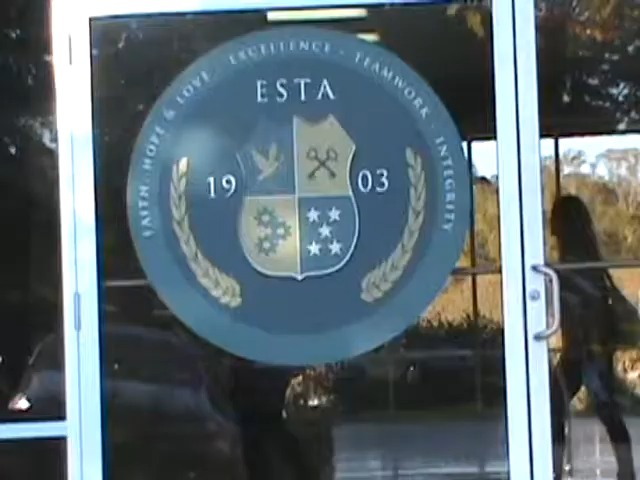 FAITH, HOPE & LOVE · EXCELLENCE · TEAMWORK · INTEGRITY
ESTA
19 03